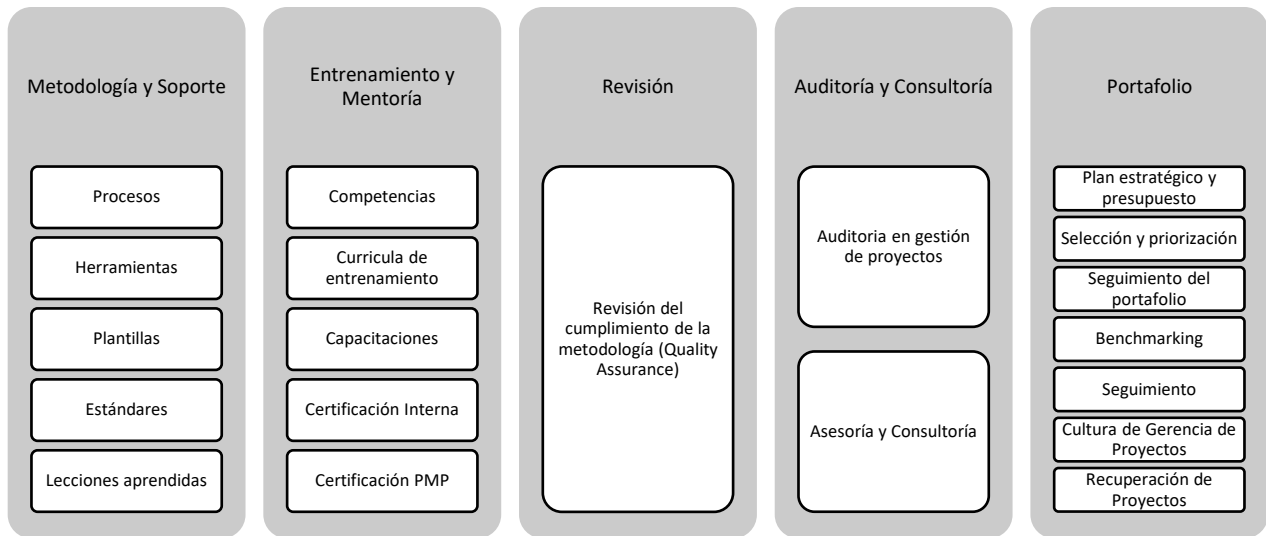 Metodología y Soporte
Procesos
Herramientas
Plantillas
Estándares
Lecciones aprendidas
Entrenamiento y
Mentoría
Competencias
Curricula de
entrenamiento
Capacitaciones
Certificación Interna
Certificación PMP
Revisión
Revisión del
cumplimiento de la
metodología (Quality
Assurance)
Auditoría y Consultoría
Auditoria en gestión
de proyectos
Asesoría y Consultoría
Portafolio
Plan estratégico y
presupuesto
Selección y priorización
Seguimiento del
portafolio
Benchmarking
Seguimiento
Cultura de Gerencia de
Proyectos
Recuperación de
Proyectos